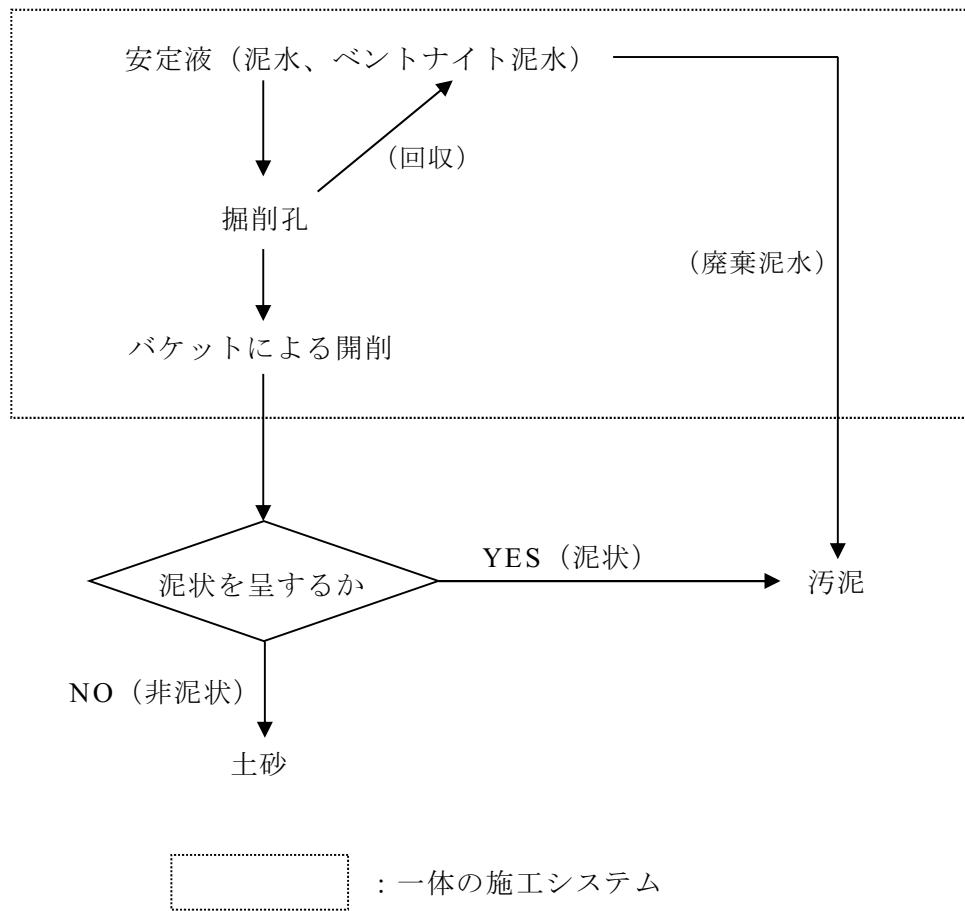 安定液（泥水、ベントナイト泥水）
（回収）
掘削孔
（廃棄泥水）
バケットによる開削
YES（泥状）
泥状を呈するか
汚泥
NO（非泥状）
土砂
：一体の施工システム